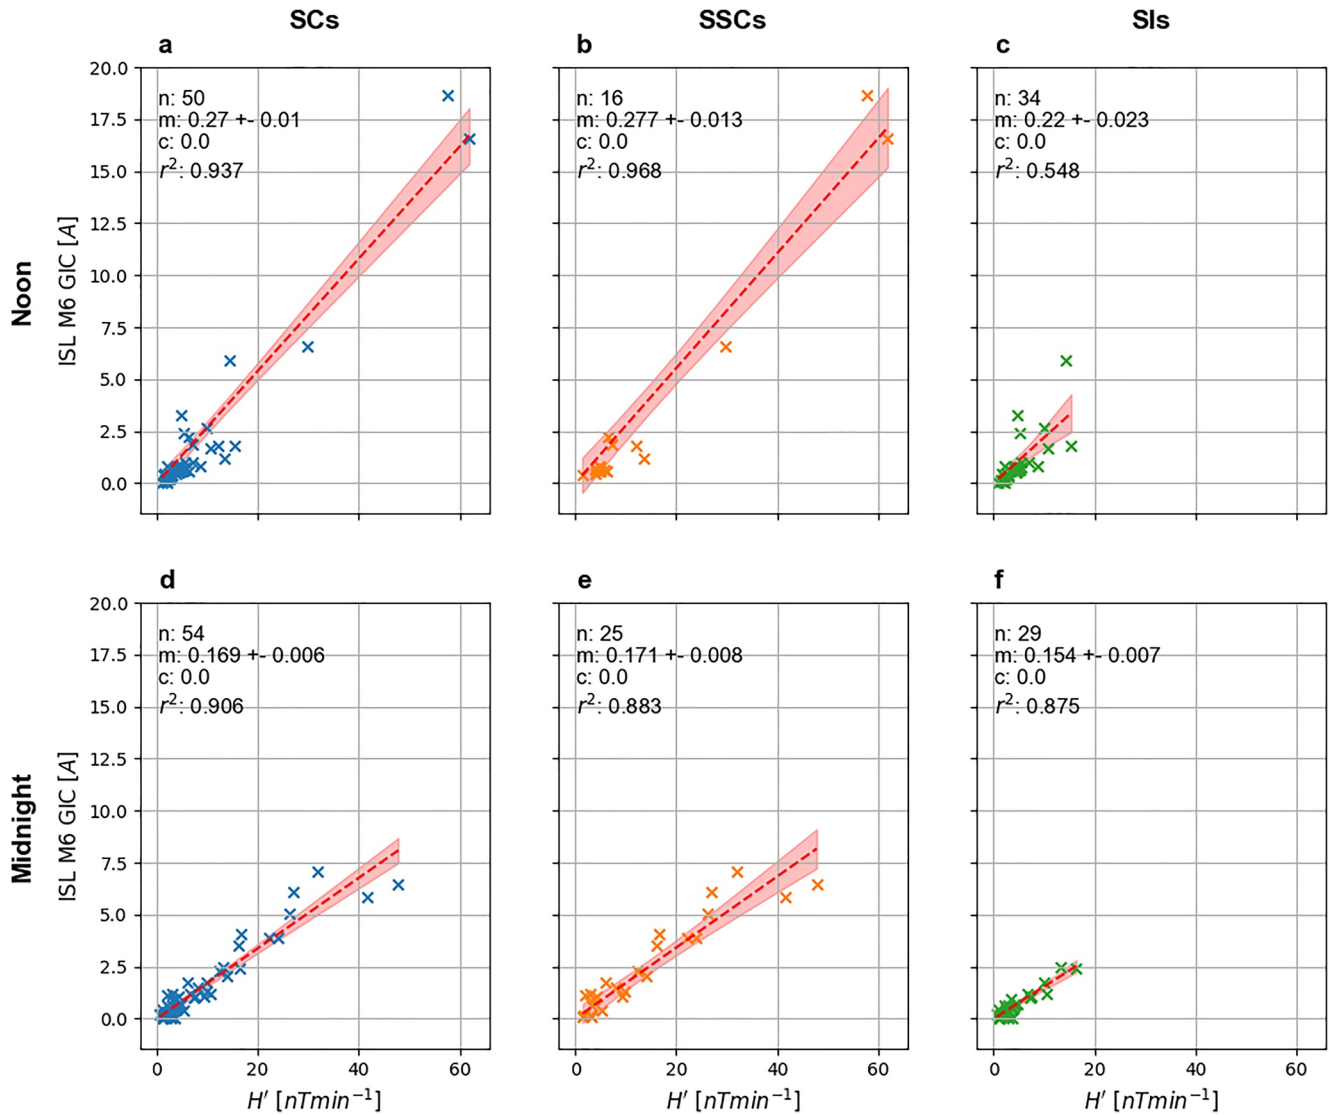 SCs
SSCs
SIs
a
b
c
20.0
17.5
15.0
12.5
10.0
7.5
5.0
2.5
0.0
n: 50
m: 0.27 +- 0.01
c: 0.0
r²: 0.937
n: 16
m: 0.277 +- 0.013
c: 0.0
r²: 0.968
n: 34
m: 0.22 +- 0.023
c: 0.0
r²: 0.548
Noon
ISL M6 GIC [A]
d
e
f
20.0
17.5
15.0
12.5
10.0
7.5
5.0
2.5
0.0
n: 54
m: 0.169 +- 0.006
c: 0.0
r²: 0.906
n: 25
m: 0.171 +- 0.008
c: 0.0
r²: 0.883
n: 29
m: 0.154 +- 0.007
c: 0.0
r²: 0.875
Midnight
ISL M6 GIC [A]
0 20 40 60
0 20 40 60
0 20 40 60
H′ [nTmin⁻¹]
H′ [nTmin⁻¹]
H′ [nTmin⁻¹]